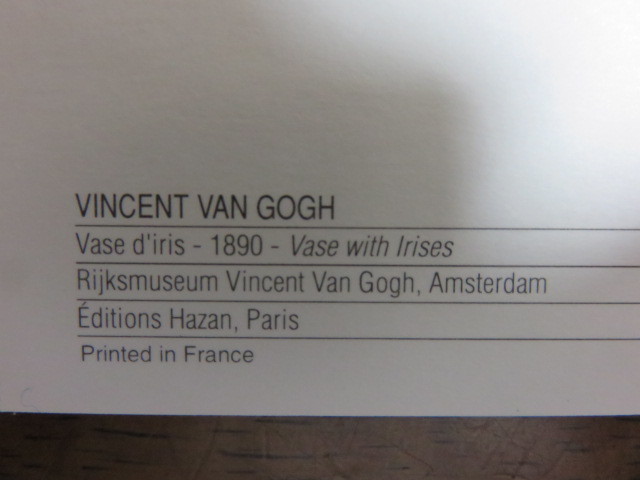 VINCENT VAN GOGH
Vase d'iris - 1890 - Vase with Irises
Rijksmuseum Vincent Van Gogh, Amsterdam
Éditions Hazan, Paris
Printed in France